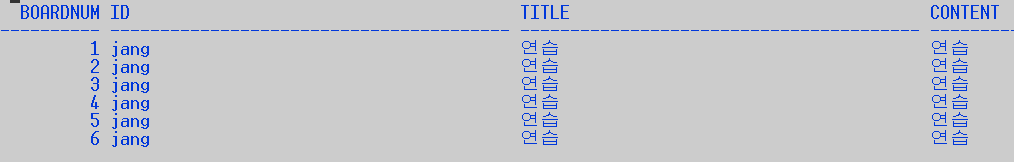 BOARDNUM ID TITLE CONTENT
1 jang 연습 연습
2 jang 연습 연습
3 jang 연습 연습
4 jang 연습 연습
5 jang 연습 연습
6 jang 연습 연습